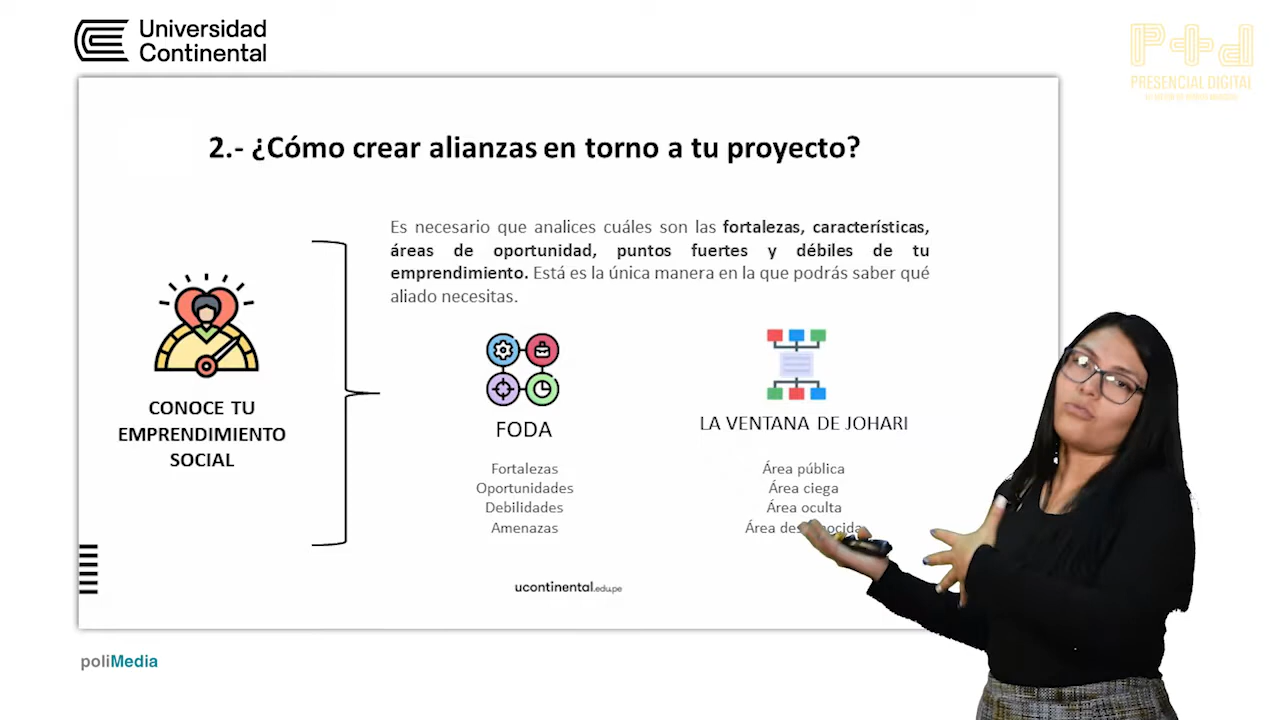 Universidad
Continental
P+d
PRESENCIAL DIGITAL
2.- ¿Cómo crear alianzas en torno a tu proyecto?
Es necesario que analices cuáles son las fortalezas, características,
áreas de oportunidad, puntos fuertes y débiles de tu
emprendimiento. Está es la única manera en la que podrás saber qué
aliado necesitas.
CONOCE TU
EMPRENDIMIENTO
SOCIAL
FODA
Fortalezas
Oportunidades
Debilidades
Amenazas
LA VENTANA DE JOHARI
Área pública
Área ciega
Área oculta
Área
ucontinental.edu.pe
poliMedia